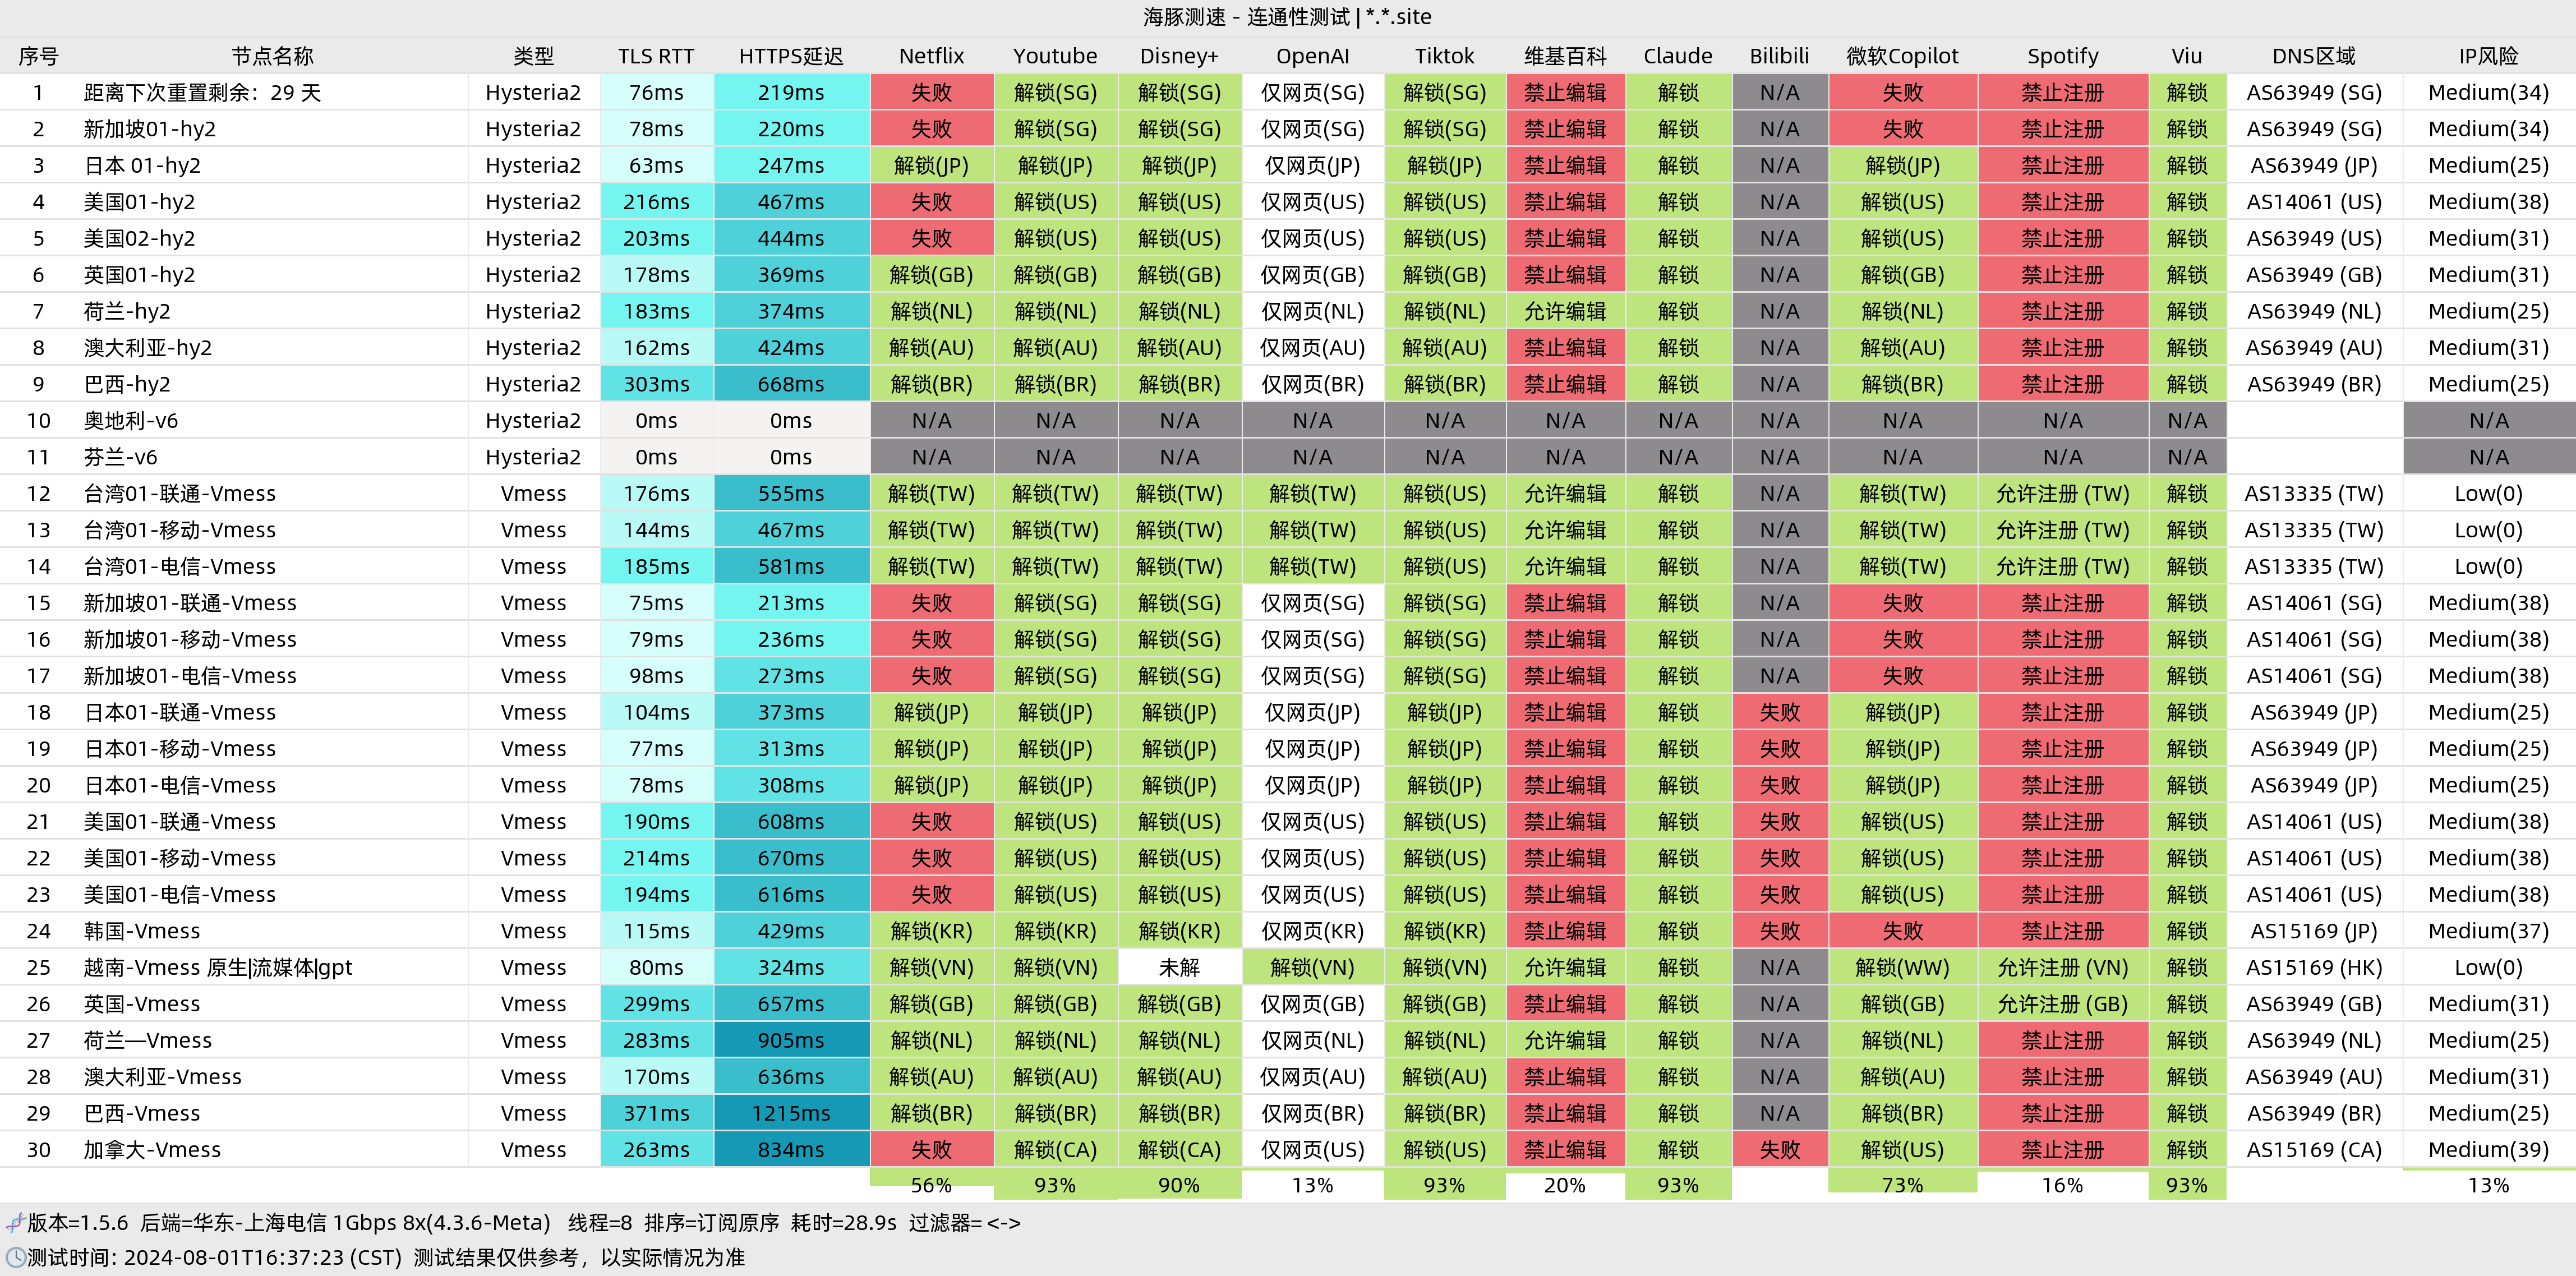 海豚测速 - 连通性测试 | *.*.site
序号 节点名称 类型 TLS RTT HTTPS延迟 Netflix Youtube Disney+ OpenAI Tiktok 维基百科 Claude Bilibili 微软Copilot Spotify Viu DNS区域 IP风险
1 距离下次重置剩余：29 天 Hysteria2 76ms 219ms 失败 解锁(SG) 解锁(SG) 仅网页(SG) 解锁(SG) 禁止编辑 解锁 N/A 失败 禁止注册 解锁 AS63949 (SG) Medium(34)
2 新加坡01-hy2 Hysteria2 78ms 220ms 失败 解锁(SG) 解锁(SG) 仅网页(SG) 解锁(SG) 禁止编辑 解锁 N/A 失败 禁止注册 解锁 AS63949 (SG) Medium(34)
3 日本 01-hy2 Hysteria2 63ms 247ms 解锁(JP) 解锁(JP) 解锁(JP) 仅网页(JP) 解锁(JP) 禁止编辑 解锁 N/A 解锁(JP) 禁止注册 解锁 AS63949 (JP) Medium(25)
4 美国01-hy2 Hysteria2 216ms 467ms 失败 解锁(US) 解锁(US) 仅网页(US) 解锁(US) 禁止编辑 解锁 N/A 解锁(US) 禁止注册 解锁 AS14061 (US) Medium(38)
5 美国02-hy2 Hysteria2 203ms 444ms 失败 解锁(US) 解锁(US) 仅网页(US) 解锁(US) 禁止编辑 解锁 N/A 解锁(US) 禁止注册 解锁 AS63949 (US) Medium(31)
6 英国01-hy2 Hysteria2 178ms 369ms 解锁(GB) 解锁(GB) 解锁(GB) 仅网页(GB) 解锁(GB) 禁止编辑 解锁 N/A 解锁(GB) 禁止注册 解锁 AS63949 (GB) Medium(31)
7 荷兰-hy2 Hysteria2 183ms 374ms 解锁(NL) 解锁(NL) 解锁(NL) 仅网页(NL) 解锁(NL) 允许编辑 解锁 N/A 解锁(NL) 禁止注册 解锁 AS63949 (NL) Medium(25)
8 澳大利亚-hy2 Hysteria2 162ms 424ms 解锁(AU) 解锁(AU) 解锁(AU) 仅网页(AU) 解锁(AU) 禁止编辑 解锁 N/A 解锁(AU) 禁止注册 解锁 AS63949 (AU) Medium(31)
9 巴西-hy2 Hysteria2 303ms 668ms 解锁(BR) 解锁(BR) 解锁(BR) 仅网页(BR) 解锁(BR) 禁止编辑 解锁 N/A 解锁(BR) 禁止注册 解锁 AS63949 (BR) Medium(25)
10 奥地利-v6 Hysteria2 0ms 0ms N/A N/A N/A N/A N/A N/A N/A N/A N/A N/A N/A N/A
11 芬兰-v6 Hysteria2 0ms 0ms N/A N/A N/A N/A N/A N/A N/A N/A N/A N/A N/A N/A
12 台湾01-联通-Vmess Vmess 176ms 555ms 解锁(TW) 解锁(TW) 解锁(TW) 解锁(TW) 解锁(US) 允许编辑 解锁 N/A 解锁(TW) 允许注册 (TW) 解锁 AS13335 (TW) Low(0)
13 台湾01-移动-Vmess Vmess 144ms 467ms 解锁(TW) 解锁(TW) 解锁(TW) 解锁(TW) 解锁(US) 允许编辑 解锁 N/A 解锁(TW) 允许注册 (TW) 解锁 AS13335 (TW) Low(0)
14 台湾01-电信-Vmess Vmess 185ms 581ms 解锁(TW) 解锁(TW) 解锁(TW) 解锁(TW) 解锁(US) 允许编辑 解锁 N/A 解锁(TW) 允许注册 (TW) 解锁 AS13335 (TW) Low(0)
15 新加坡01-联通-Vmess Vmess 75ms 213ms 失败 解锁(SG) 解锁(SG) 仅网页(SG) 解锁(SG) 禁止编辑 解锁 N/A 失败 禁止注册 解锁 AS14061 (SG) Medium(38)
16 新加坡01-移动-Vmess Vmess 79ms 236ms 失败 解锁(SG) 解锁(SG) 仅网页(SG) 解锁(SG) 禁止编辑 解锁 N/A 失败 禁止注册 解锁 AS14061 (SG) Medium(38)
17 新加坡01-电信-Vmess Vmess 98ms 273ms 失败 解锁(SG) 解锁(SG) 仅网页(SG) 解锁(SG) 禁止编辑 解锁 N/A 失败 禁止注册 解锁 AS14061 (SG) Medium(38)
18 日本01-联通-Vmess Vmess 104ms 373ms 解锁(JP) 解锁(JP) 解锁(JP) 仅网页(JP) 解锁(JP) 禁止编辑 解锁 失败 解锁(JP) 禁止注册 解锁 AS63949 (JP) Medium(25)
19 日本01-移动-Vmess Vmess 77ms 313ms 解锁(JP) 解锁(JP) 解锁(JP) 仅网页(JP) 解锁(JP) 禁止编辑 解锁 失败 解锁(JP) 禁止注册 解锁 AS63949 (JP) Medium(25)
20 日本01-电信-Vmess Vmess 78ms 308ms 解锁(JP) 解锁(JP) 解锁(JP) 仅网页(JP) 解锁(JP) 禁止编辑 解锁 失败 解锁(JP) 禁止注册 解锁 AS63949 (JP) Medium(25)
21 美国01-联通-Vmess Vmess 190ms 608ms 失败 解锁(US) 解锁(US) 仅网页(US) 解锁(US) 禁止编辑 解锁 失败 解锁(US) 禁止注册 解锁 AS14061 (US) Medium(38)
22 美国01-移动-Vmess Vmess 214ms 670ms 失败 解锁(US) 解锁(US) 仅网页(US) 解锁(US) 禁止编辑 解锁 失败 解锁(US) 禁止注册 解锁 AS14061 (US) Medium(38)
23 美国01-电信-Vmess Vmess 194ms 616ms 失败 解锁(US) 解锁(US) 仅网页(US) 解锁(US) 禁止编辑 解锁 失败 解锁(US) 禁止注册 解锁 AS14061 (US) Medium(38)
24 韩国-Vmess Vmess 115ms 429ms 解锁(KR) 解锁(KR) 解锁(KR) 仅网页(KR) 解锁(KR) 禁止编辑 解锁 失败 失败 禁止注册 解锁 AS15169 (JP) Medium(37)
25 越南-Vmess 原生|流媒体|gpt Vmess 80ms 324ms 解锁(VN) 解锁(VN) 未解 解锁(VN) 解锁(VN) 允许编辑 解锁 N/A 解锁(WW) 允许注册 (VN) 解锁 AS15169 (HK) Low(0)
26 英国-Vmess Vmess 299ms 657ms 解锁(GB) 解锁(GB) 解锁(GB) 仅网页(GB) 解锁(GB) 禁止编辑 解锁 N/A 解锁(GB) 允许注册 (GB) 解锁 AS63949 (GB) Medium(31)
27 荷兰—Vmess Vmess 283ms 905ms 解锁(NL) 解锁(NL) 解锁(NL) 仅网页(NL) 解锁(NL) 允许编辑 解锁 N/A 解锁(NL) 禁止注册 解锁 AS63949 (NL) Medium(25)
28 澳大利亚-Vmess Vmess 170ms 636ms 解锁(AU) 解锁(AU) 解锁(AU) 仅网页(AU) 解锁(AU) 禁止编辑 解锁 N/A 解锁(AU) 禁止注册 解锁 AS63949 (AU) Medium(31)
29 巴西-Vmess Vmess 371ms 1215ms 解锁(BR) 解锁(BR) 解锁(BR) 仅网页(BR) 解锁(BR) 禁止编辑 解锁 N/A 解锁(BR) 禁止注册 解锁 AS63949 (BR) Medium(25)
30 加拿大-Vmess Vmess 263ms 834ms 失败 解锁(CA) 解锁(CA) 仅网页(US) 解锁(US) 禁止编辑 解锁 失败 解锁(US) 禁止注册 解锁 AS15169 (CA) Medium(39)
56% 93% 90% 13% 93% 20% 93% 73% 16% 93% 13%
🧬版本=1.5.6 后端=华东-上海电信 1Gbps 8x(4.3.6-Meta) 线程=8 排序=订阅原序 耗时=28.9s 过滤器= <->
🕓测试时间: 2024-08-01T16:37:23 (CST) 测试结果仅供参考，以实际情况为准